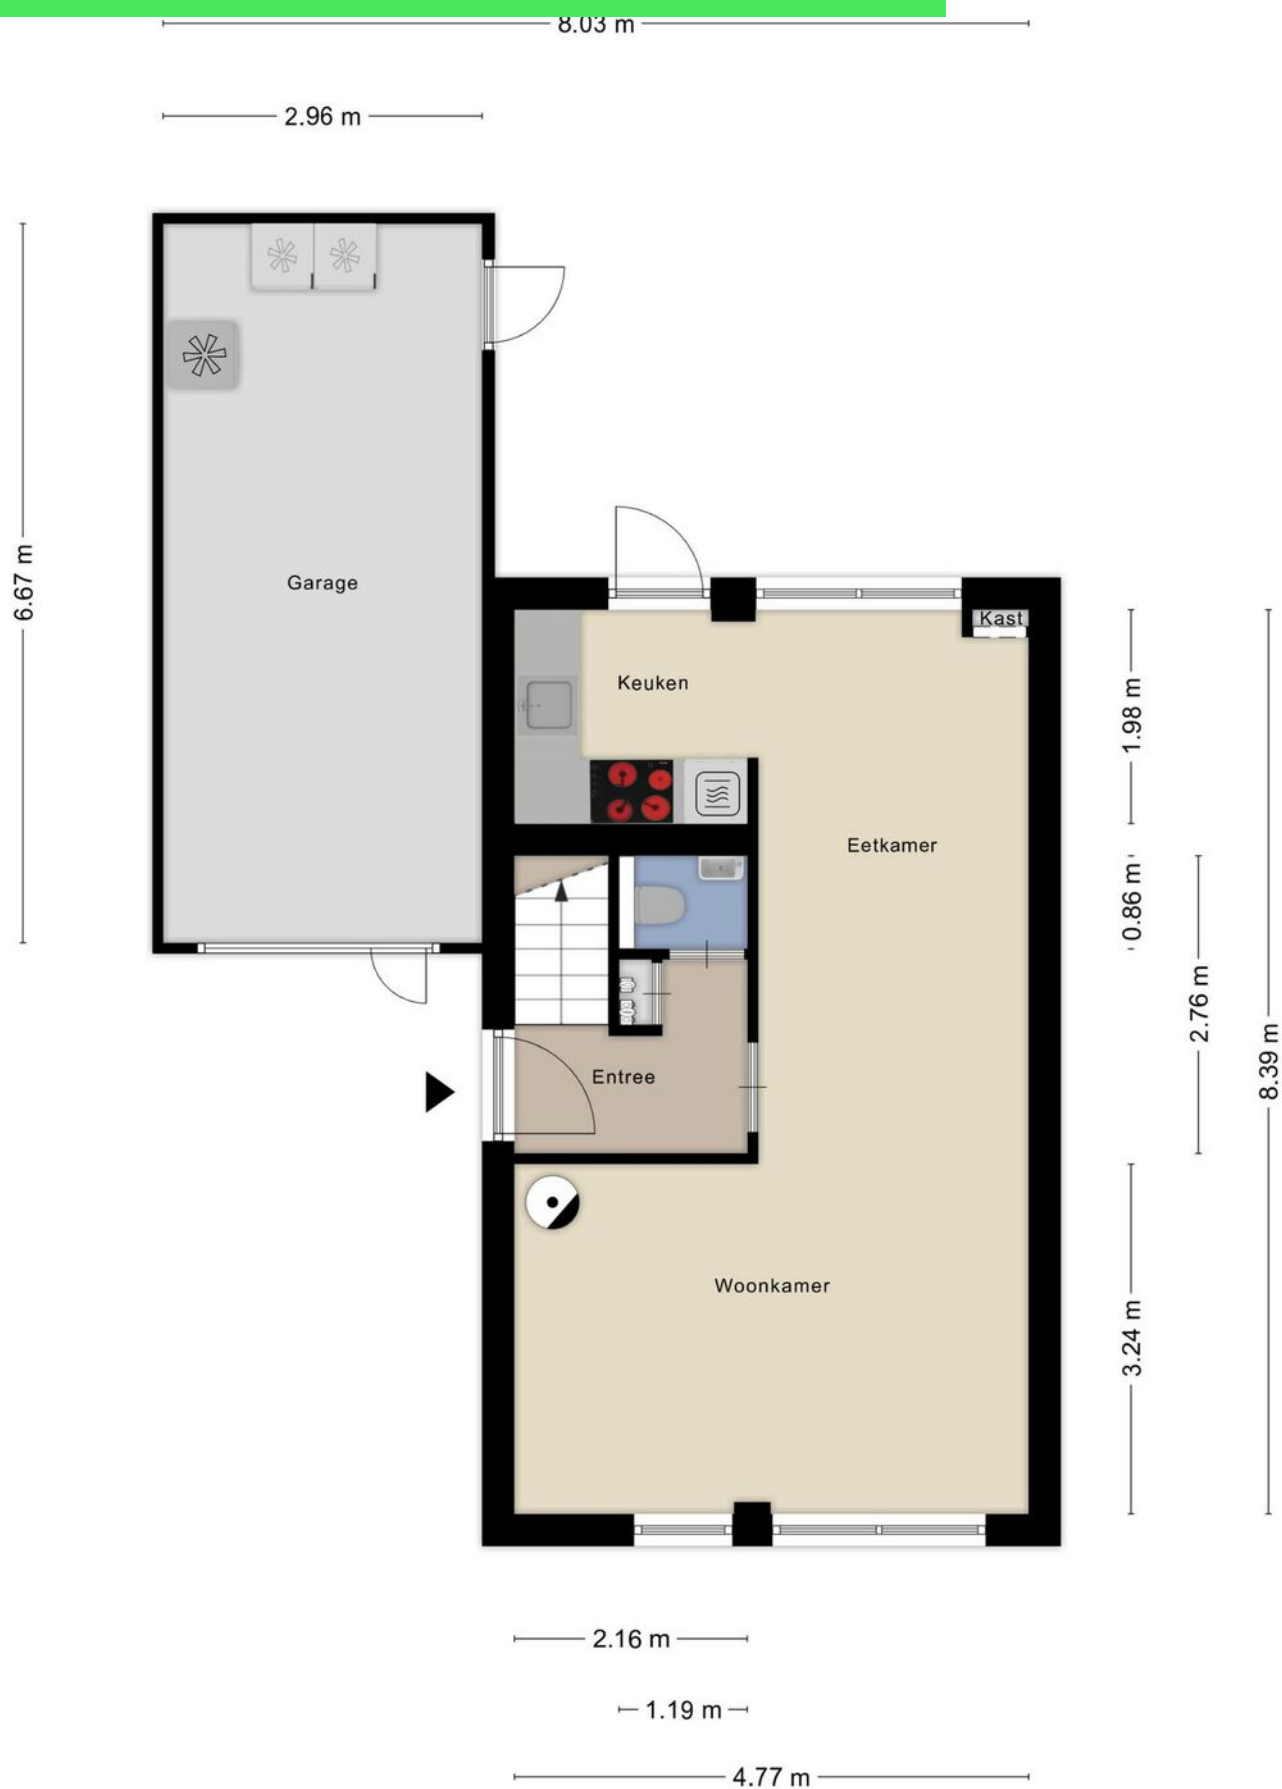 8.03 m
2.96 m
6.67 m
Garage
Kast
Keuken
1.98 m
Eetkamer
0.86 m
2.76 m
8.39 m
Entree
Woonkamer
3.24 m
2.16 m
1.19 m
4.77 m